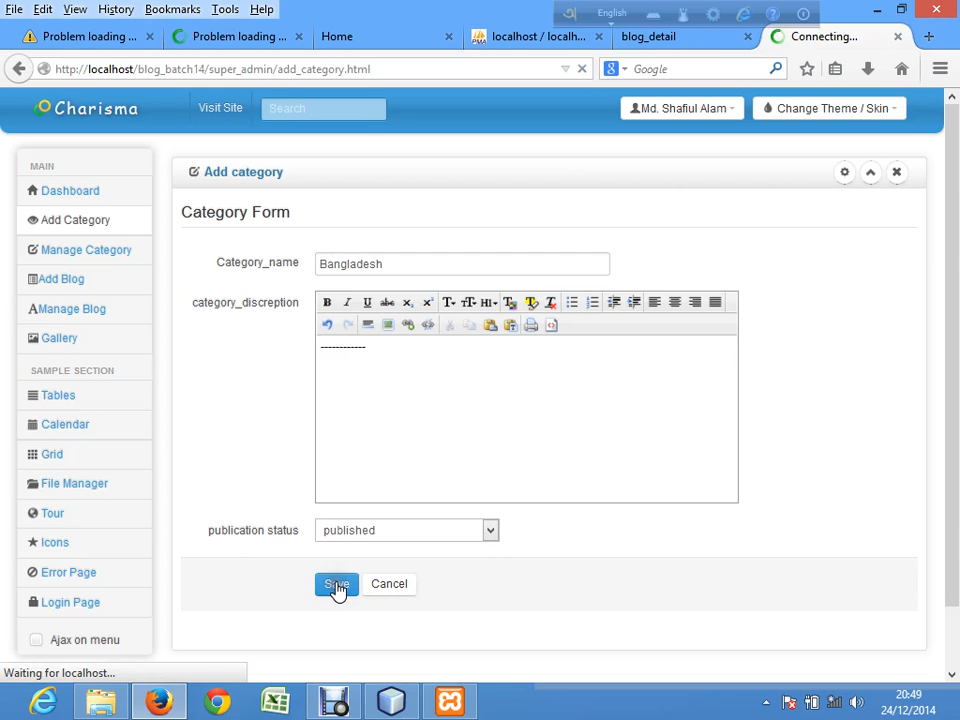 File Edit View History Bookmarks Tools Help
English
Problem loading ... Problem loading ... Home localhost / localh... blog_detail Connecting...
http://localhost/blog_batch14/super_admin/add_category.html Google
Charisma Visit Site Search Md. Shafiul Alam Change Theme / Skin
MAIN
Dashboard
Add Category
Manage Category
Add Blog
Manage Blog
Gallery
SAMPLE SECTION
Tables
Calendar
Grid
File Manager
Tour
Icons
Error Page
Login Page
Ajax on menu
Add category
Category Form
Category_name Bangladesh
category_discreption
------------
publication status published
Save Cancel
Waiting for localhost...
20:49
24/12/2014